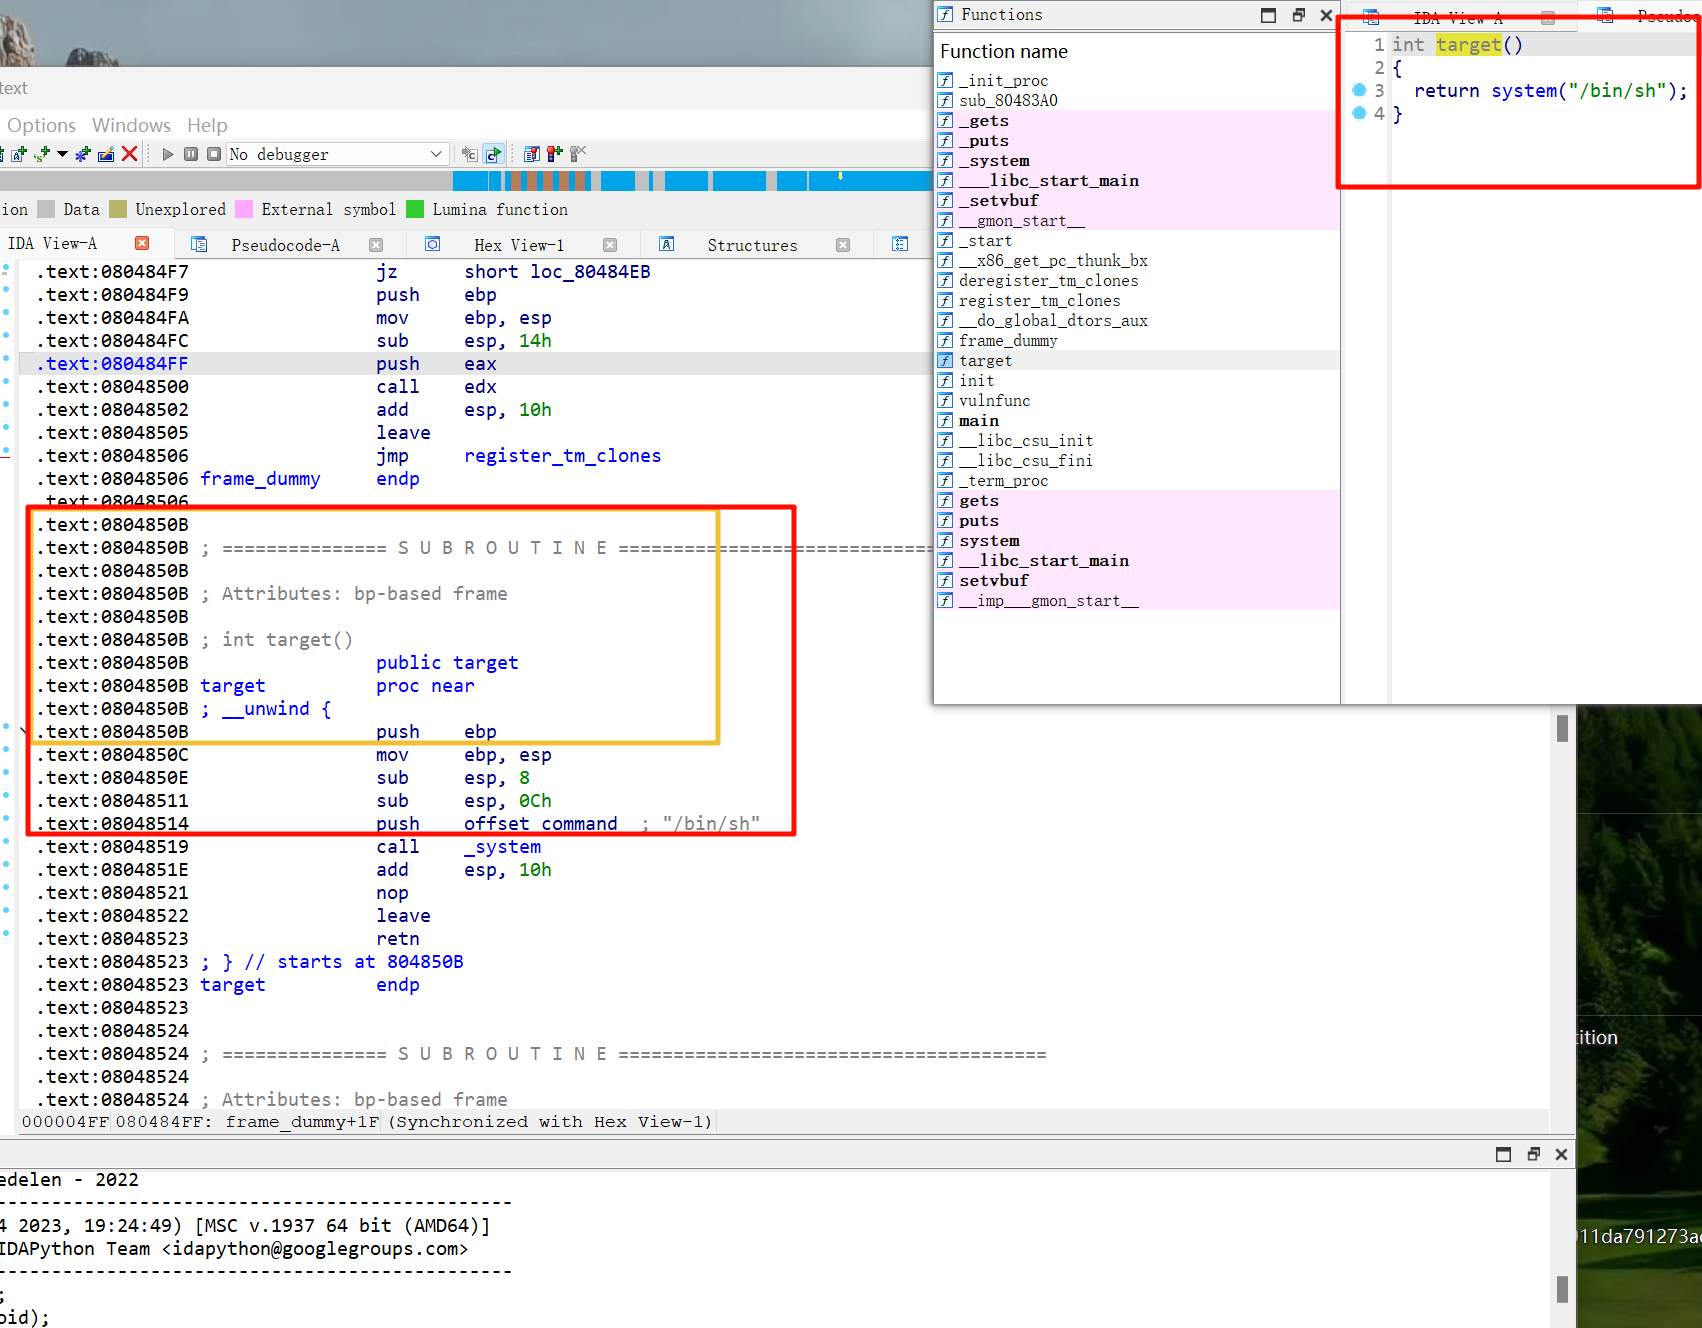 text
Options Windows Help
No debugger
ion Data Unexplored External symbol Lumina function
IDA View-A Pseudocode-A Hex View-1 Structures
.text:080484F7 jz short loc_80484EB
.text:080484F9 push ebp
.text:080484FA mov ebp, esp
.text:080484FC sub esp, 14h
.text:080484FF push eax
.text:08048500 call edx
.text:08048502 add esp, 10h
.text:08048505 leave
.text:08048506 jmp register_tm_clones
.text:08048506 frame_dummy endp
.text:08048506
.text:0804850B
.text:0804850B ; =============== S U B R O U T I N E =============================
.text:0804850B
.text:0804850B ; Attributes: bp-based frame
.text:0804850B
.text:0804850B ; int target()
.text:0804850B public target
.text:0804850B target proc near
.text:0804850B ; __unwind {
.text:0804850B push ebp
.text:0804850C mov ebp, esp
.text:0804850E sub esp, 8
.text:08048511 sub esp, 0Ch
.text:08048514 push offset command ; "/bin/sh"
.text:08048519 call _system
.text:0804851E add esp, 10h
.text:08048521 nop
.text:08048522 leave
.text:08048523 retn
.text:08048523 ; } // starts at 804850B
.text:08048523 target endp
.text:08048523
.text:08048524
.text:08048524 ; =============== S U B R O U T I N E =======================================
.text:08048524
.text:08048524 ; Attributes: bp-based frame
000004FF 080484FF: frame_dummy+1F (Synchronized with Hex View-1)
edelen - 2022
-----------------------------------------------
4 2023, 19:24:49) [MSC v.1937 64 bit (AMD64)]
IDAPython Team <idapython@googlegroups.com>
-----------------------------------------------
;
oid);
Functions
Function name
_init_proc
sub_80483A0
_gets
_puts
_system
___libc_start_main
_setvbuf
__gmon_start__
_start
__x86_get_pc_thunk_bx
deregister_tm_clones
register_tm_clones
__do_global_dtors_aux
frame_dummy
target
init
vulnfunc
main
__libc_csu_init
__libc_csu_fini
_term_proc
gets
puts
system
__libc_start_main
setvbuf
__imp___gmon_start__
IDA View-A Pseudoc
1 int target()
2 {
3 return system("/bin/sh");
4 }
tition
11da791273ae